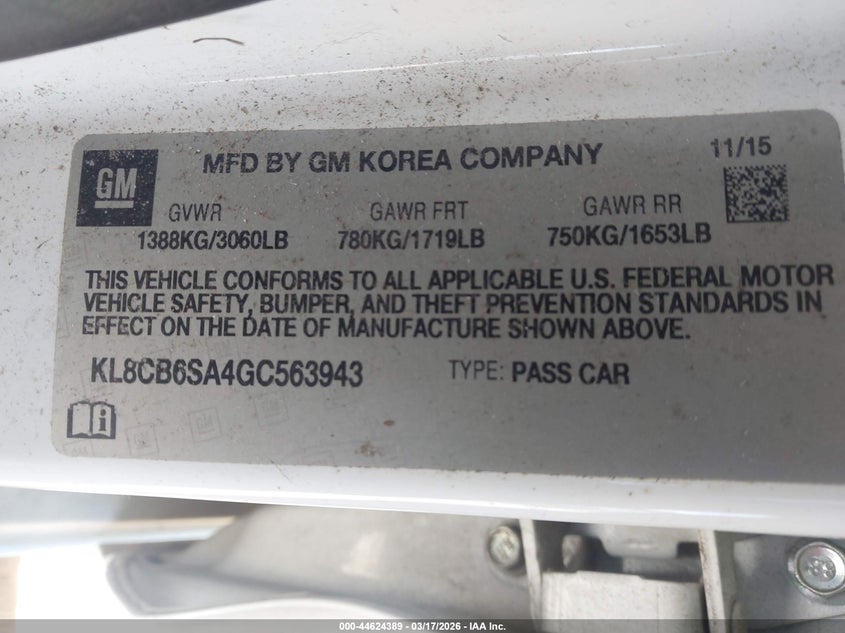 GM
MFD BY GM KOREA COMPANY
11/15
GVWR
GAWR FRT
GAWR RR
1388KG/3060LB
780KG/1719LB
750KG/1653LB
THIS VEHICLE CONFORMS TO ALL APPLICABLE U.S. FEDERAL MOTOR
VEHICLE SAFETY, BUMPER, AND THEFT PREVENTION STANDARDS IN
EFFECT ON THE DATE OF MANUFACTURE SHOWN ABOVE.
KL8CB6SA4GC563943
TYPE: PASS CAR
000-44624389 - 03/17/2026 - IAA Inc.